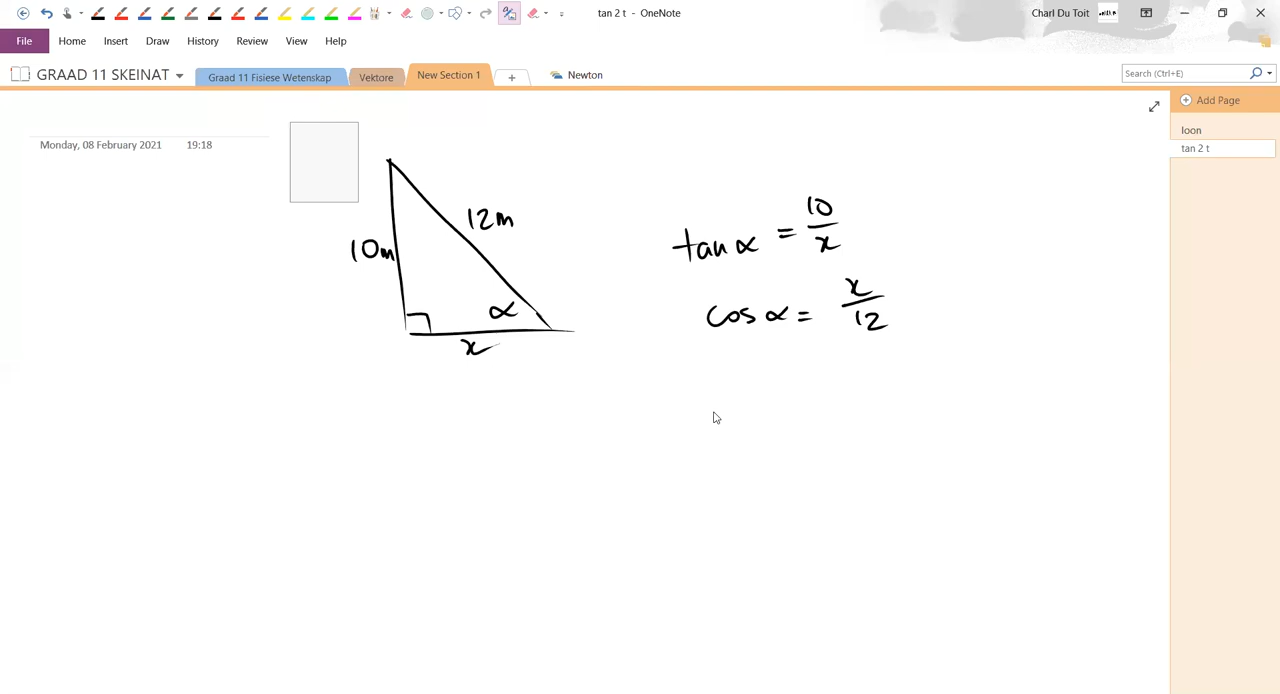 tan 2 t - OneNote
Charl Du Toit
File Home Insert Draw History Review View Help
GRAAD 11 SKEINAT
Graad 11 Fisiese Wetenskap
Vektore
New Section 1
Newton
Search (Ctrl+E)
Add Page
loon
tan 2 t
Monday, 08 February 2021 19:18
12m
10m
α
x
tan α = 10/x
cos α = x/12